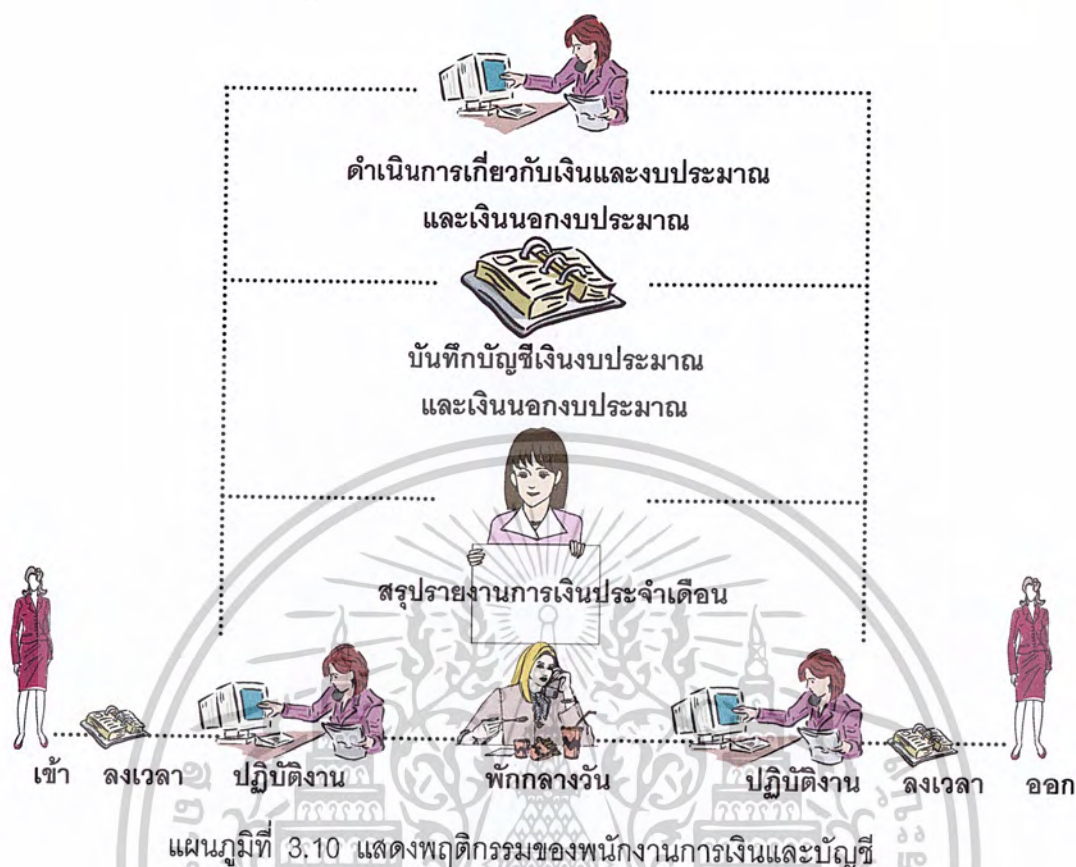 ดำเนินการเกี่ยวกับเงินและงบประมาณ
และเงินนอกงบประมาณ
บันทึกบัญชีเงินงบประมาณ
และเงินนอกงบประมาณ
สรุปรายงานการเงินประจำเดือน
เข้า ลงเวลา ปฏิบัติงาน พักกลางวัน ปฏิบัติงาน ลงเวลา ออก
แผนภูมิที่ 3.10 แสดงพฤติกรรมของพนักงานการเงินและบัญชี